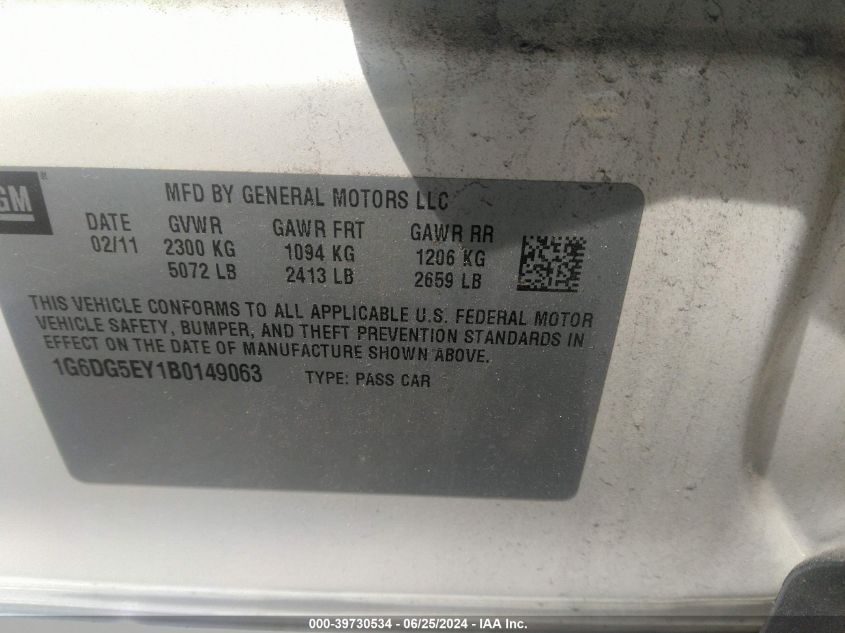 GM
MFD BY GENERAL MOTORS LLC
DATE GVWR GAWR FRT GAWR RR
02/11 2300 KG 1094 KG 1206 KG
5072 LB 2413 LB 2659 LB
THIS VEHICLE CONFORMS TO ALL APPLICABLE U.S. FEDERAL MOTOR
VEHICLE SAFETY, BUMPER, AND THEFT PREVENTION STANDARDS IN
EFFECT ON THE DATE OF MANUFACTURE SHOWN ABOVE.
1G6DG5EY1B0149063 TYPE: PASS CAR
000-39730534 - 06/25/2024 - IAA Inc.